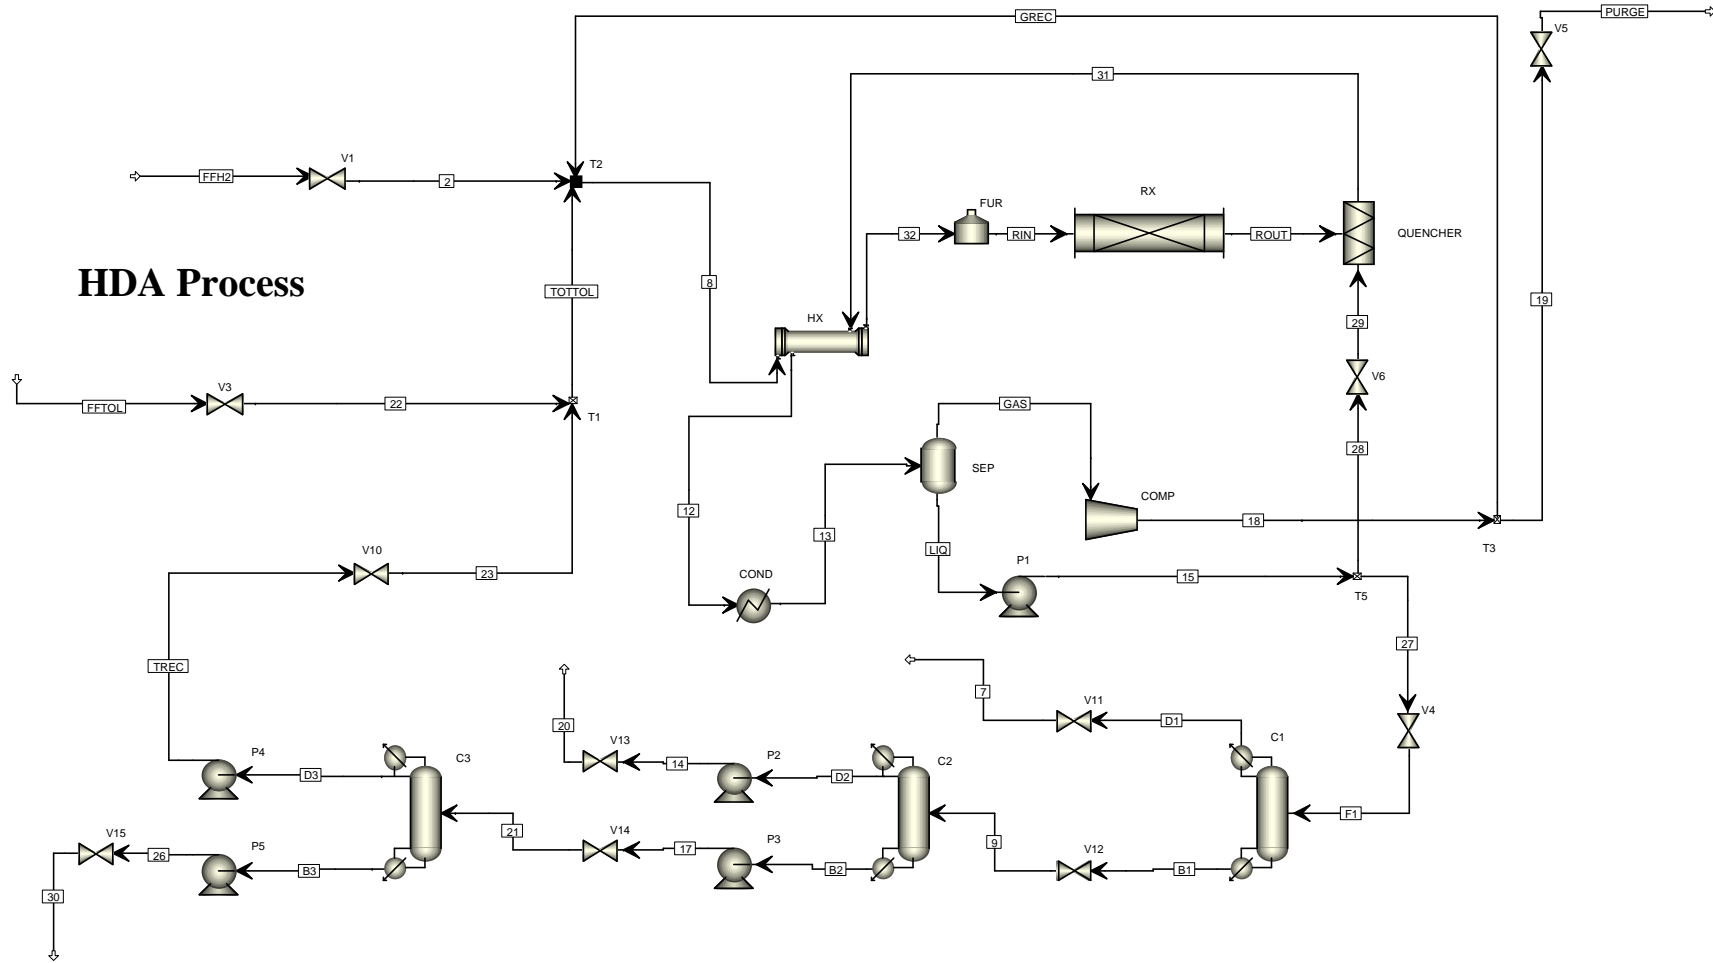 GREC
PURGE
V5
31
V1
T2
FFH2
2
RX
FUR
32
RIN
ROUT
QUENCHER
HDA Process
8
TOTTOL
19
HX
29
V3
V6
FFTOL
22
T1
GAS
28
SEP
COMP
12
18
13
LIQ
T3
V10
P1
23
COND
15
T5
27
TREC
7
V11
V4
20
D1
V13
C1
P4
C3
P2
C2
D3
14
D2
F1
21
V14
9
V15
P3
V12
P5
26
17
B3
B2
B1
30